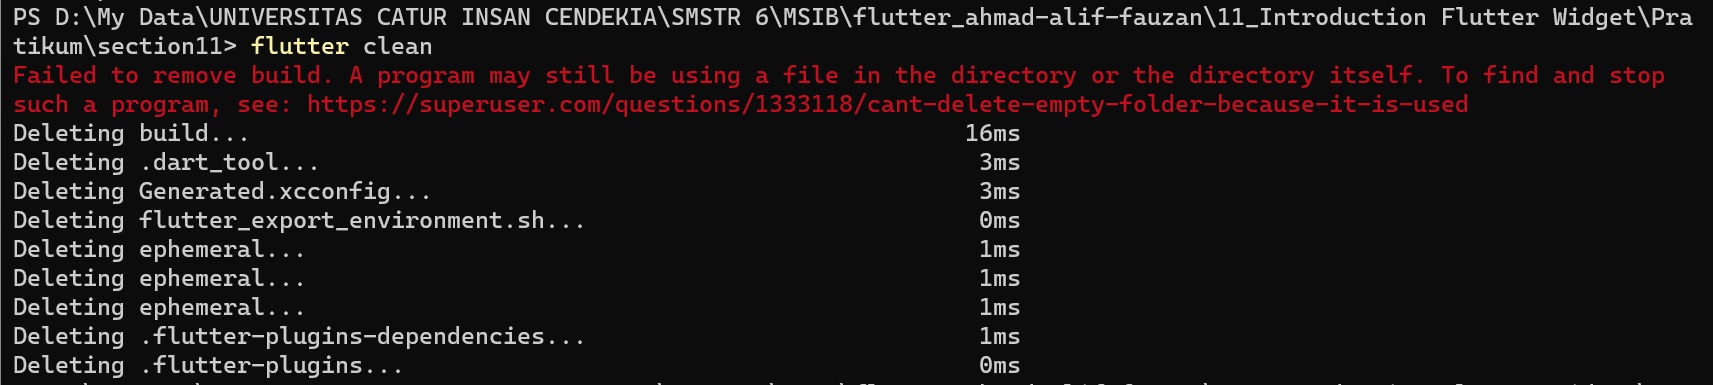 PS D:\My Data\UNIVERSITAS CATUR INSAN CENDEKIA\SMSTR 6\MSIB\flutter_ahmad-alif-fauzan\11_Introduction Flutter Widget\Pra
tikum\section11> flutter clean
Failed to remove build. A program may still be using a file in the directory or the directory itself. To find and stop
such a program, see: https://superuser.com/questions/1333118/cant-delete-empty-folder-because-it-is-used
Deleting build... 16ms
Deleting .dart_tool... 3ms
Deleting Generated.xcconfig... 3ms
Deleting flutter_export_environment.sh... 0ms
Deleting ephemeral... 1ms
Deleting ephemeral... 1ms
Deleting ephemeral... 1ms
Deleting .flutter-plugins-dependencies... 1ms
Deleting .flutter-plugins... 0ms